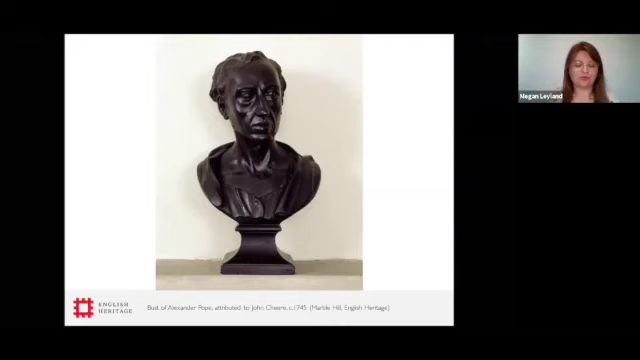 Megan Leyland
ENGLISH
HERITAGE
Bust of Alexander Pope, attributed to John Cheere, c.1745 (Marble Hill, English Heritage)